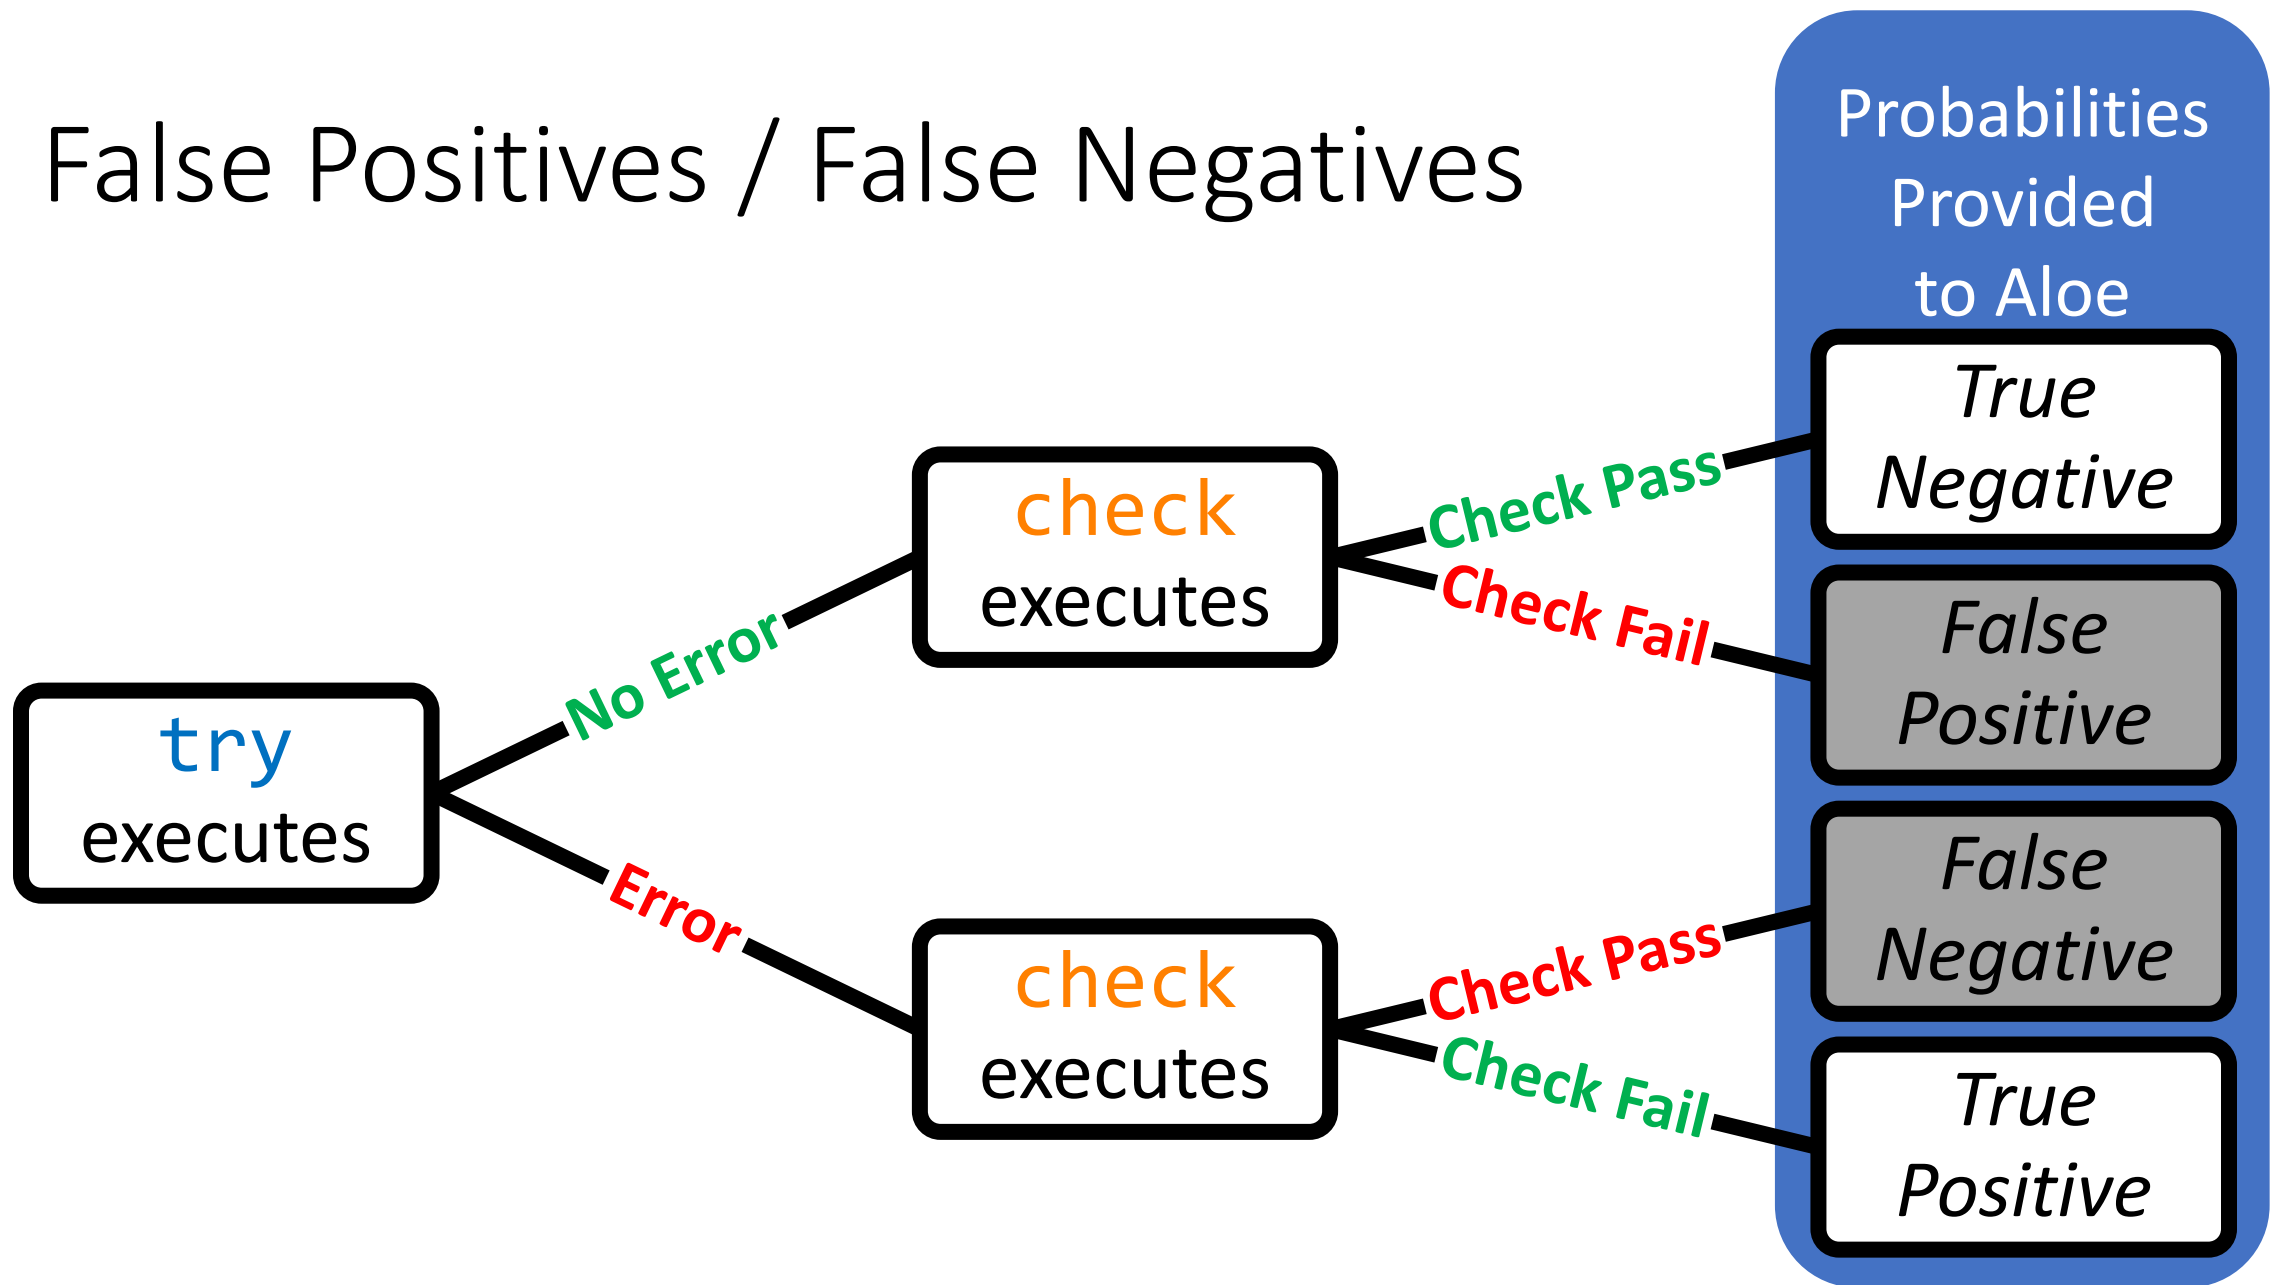 False Positives / False Negatives
Probabilities
Provided
to Aloe
try
executes
No Error
Error
check
executes
Check Pass
Check Fail
check
executes
Check Pass
Check Fail
True
Negative
False
Positive
False
Negative
True
Positive